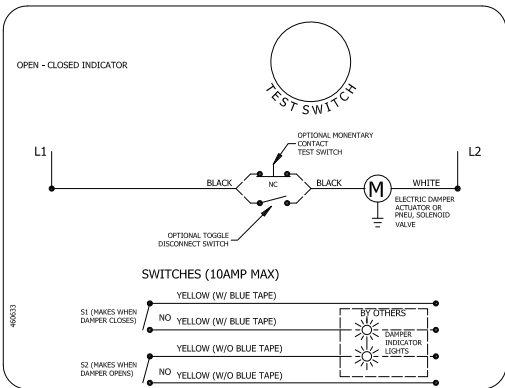 OPEN - CLOSED INDICATOR
TEST SWITCH
OPTIONAL MONENTARY
CONTACT
TEST SWITCH
L1
L2
BLACK
NC
BLACK
M
WHITE
ELECTRIC DAMPER
ACTUATOR OR
PNEU, SOLENOID
VALVE
OPTIONAL TOGGLE
DISCONNECT SWITCH
SWITCHES (10AMP MAX)
YELLOW (W/ BLUE TAPE)
S1 (MAKES WHEN
DAMPER CLOSES)
NO
YELLOW (W/ BLUE TAPE)
BY OTHERS
DAMPER
INDICATOR
LIGHTS
YELLOW (W/O BLUE TAPE)
S2 (MAKES WHEN
DAMPER OPENS)
NO
YELLOW (W/O BLUE TAPE)
460633